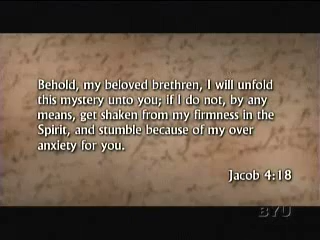 Behold, my beloved brethren, I will unfold
this mystery unto you; if I do not, by any
means, get shaken from my firmness in the
Spirit, and stumble because of my over
anxiety for you.
Jacob 4:18
BYU